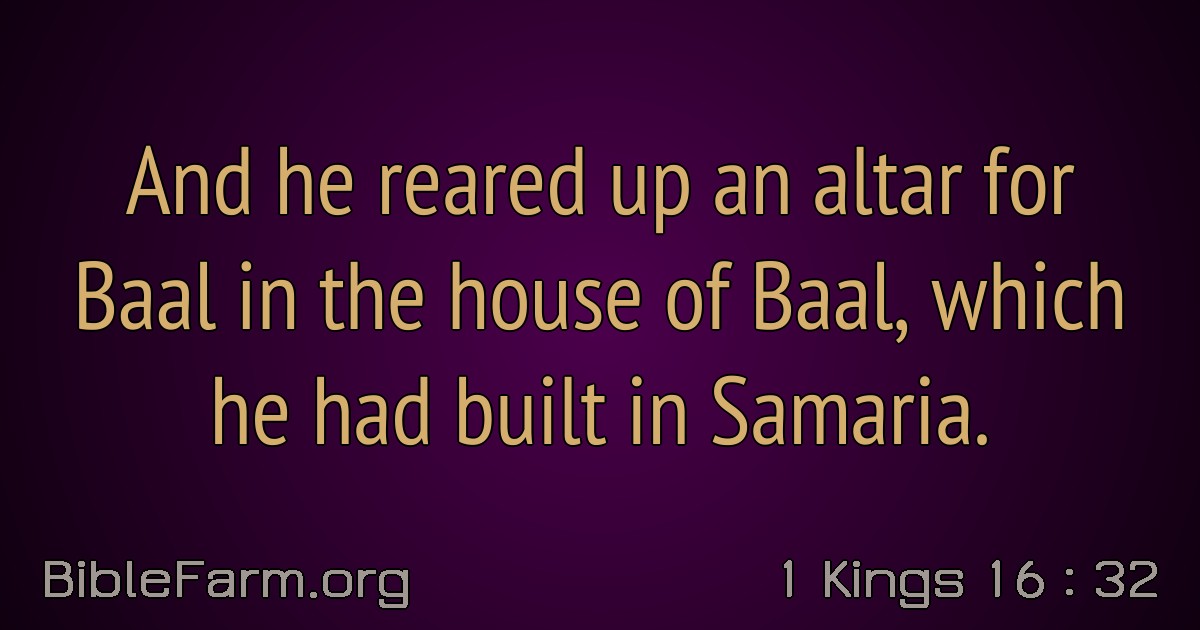 And he reared up an altar for
Baal in the house of Baal, which
he had built in Samaria.
BibleFarm.org
1 Kings 16 : 32